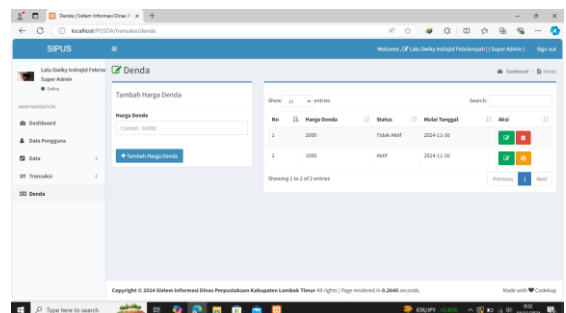 Denda | Sistem Informasi Dinas P
localhost/PUSDA/transaksi/denda
SIPUS
Welcome , Lalu Dwiky Indrajid Febriansyah | ( Super Admin )
Sign out
Lalu Dwiky Indrajid Febria
Super Admin
Online
MAIN NAVIGATION
Dashboard
Data Pengguna
Data
Transaksi
Denda
Denda
Dashboard
Denda
Tambah Harga Denda
Harga Denda
Contoh : 10000
Tambah Harga Denda
Show 10 entries
Search:
No Harga Denda Status Mulai Tanggal Aksi
1 2000 Tidak Aktif 2024-11-30
2 1000 Aktif 2024-11-30
Showing 1 to 2 of 2 entries
Previous 1 Next
Copyright © 2024 Sistem Informasi Dinas Perpustakaan Kabupaten Lombok Timur All rights | Page rendered in 0.2645 seconds.
Made with ❤ Codekop
Type here to search
IDR/JPY